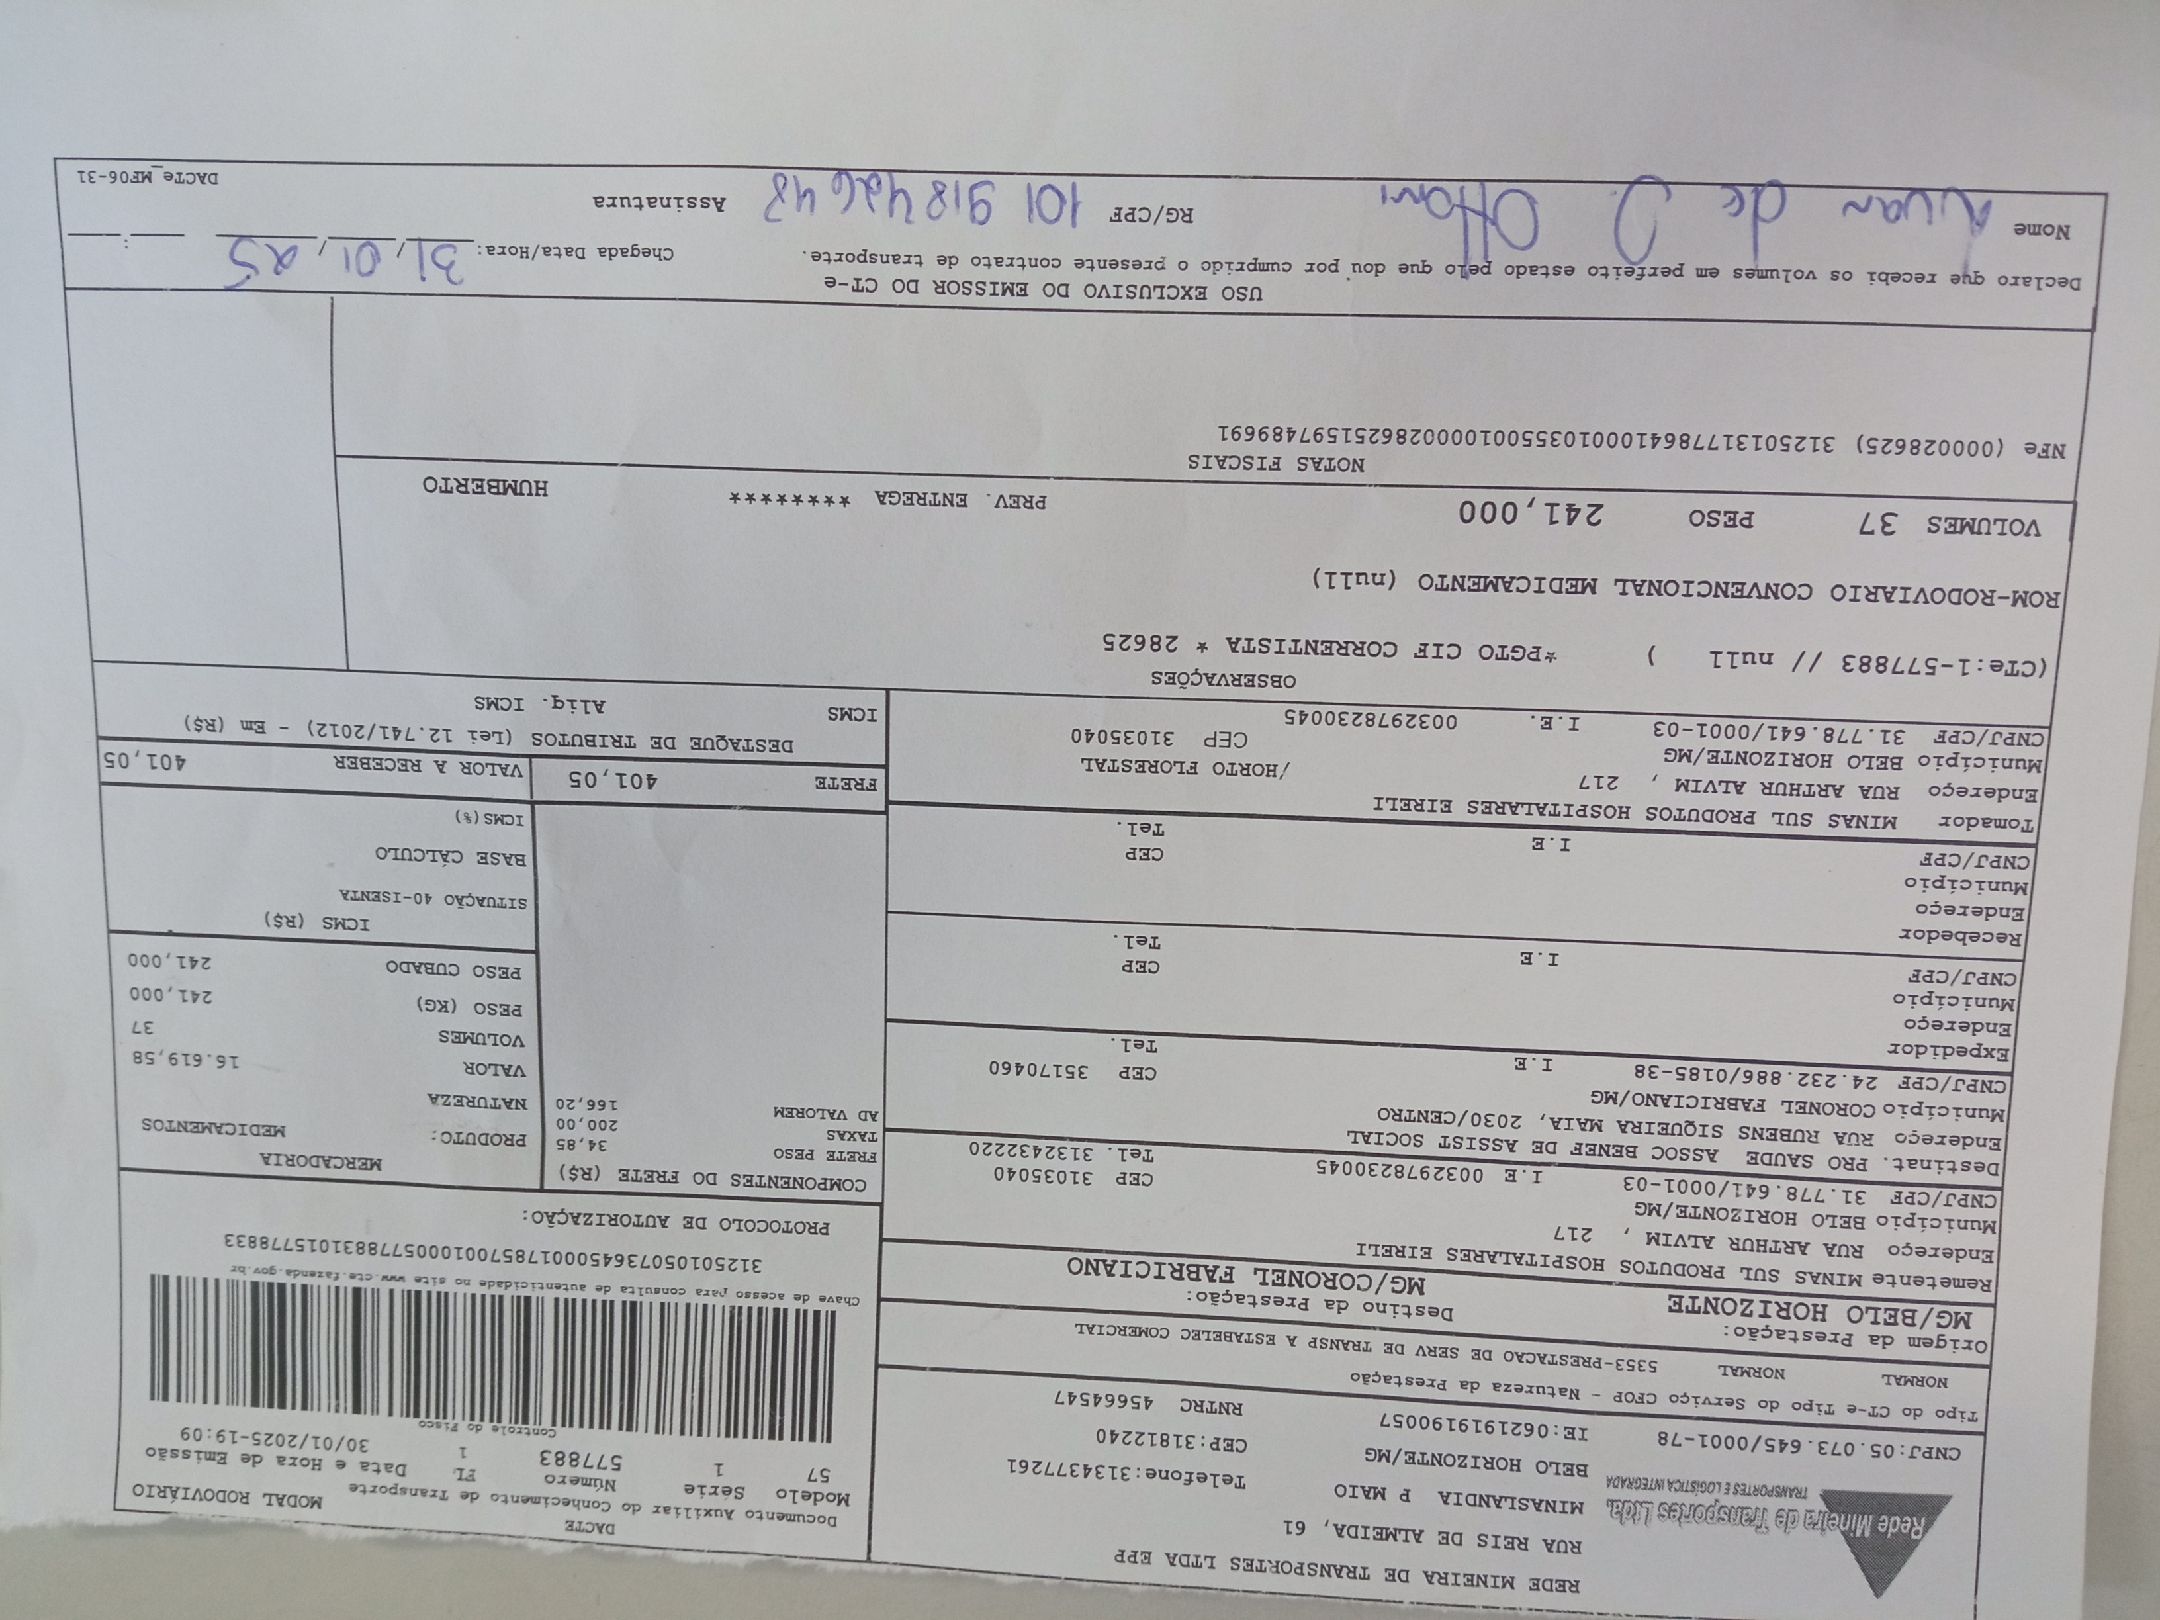 REDE MINEIRA DE TRANSPORTES LTDA EPP
Rede Mineira de Transportes Ltda.
TRANSPORTES E LOGÍSTICA INTEGRADA
RUA REIS DE ALMEIDA, 61
MINASLANDIA P MAIO Telefone:3134377261
BELO HORIZONTE/MG CEP:31812240
CNPJ:05.073.645/0001-78 IE:0621919190057 RNTRC 45664547
DACTE
Documento Auxiliar do Conhecimento de Transporte MODAL RODOVIÁRIO
Modelo Série Número FL Data e Hora de Emissão
57 1 577883 1 30/01/2025-19:09
Controle do Fisco
Chave de acesso para consulta de autenticidade no site www.cte.fazenda.gov.br
31250105073645000178570010005778831015778833
PROTOCOLO DE AUTORIZAÇÃO:
Tipo do CT-e Tipo do Serviço CFOP - Natureza da Prestação
NORMAL NORMAL 5353-PRESTACAO DE SERV DE TRANSP A ESTABELEC COMERCIAL
Origem da Prestação: Destino da Prestação:
MG/BELO HORIZONTE MG/CORONEL FABRICIANO
Remetente MINAS SUL PRODUTOS HOSPITALARES EIRELI
Endereço RUA ARTHUR ALVIM , 217
Município BELO HORIZONTE/MG CEP 31035040
CNPJ/CPF 31.778.641/0001-03 I.E 0032978230045 Tel. 3132432220
Destinat. PRO SAUDE ASSOC BENEF DE ASSIST SOCIAL
Endereço RUA RUBENS SIQUEIRA MAIA, 2030/CENTRO
Município CORONEL FABRICIANO/MG CEP 35170460
CNPJ/CPF 24.232.886/0185-38 I.E Tel.
Expedidor
Endereço
Município CEP
CNPJ/CPF I.E Tel.
Recebedor
Endereço
Município CEP
CNPJ/CPF I.E Tel.
Tomador MINAS SUL PRODUTOS HOSPITALARES EIRELI
Endereço RUA ARTHUR ALVIM , 217 /HORTO FLORESTAL
Município BELO HORIZONTE/MG CEP 31035040
CNPJ/CPF 31.778.641/0001-03 I.E. 0032978230045
COMPONENTES DO FRETE (R$)
FRETE PESO 34,85
TAXAS 200,00
AD VALOREM 166,20
MERCADORIA
PRODUTO: MEDICAMENTOS
NATUREZA
VALOR 16.619,58
VOLUMES 37
PESO (KG) 241,000
PESO CUBADO 241,000
ICMS (R$)
SITUAÇÃO 40-ISENTA
BASE CÁLCULO
ICMS(%)
FRETE 401,05 VALOR A RECEBER 401,05
DESTAQUE DE TRIBUTOS (Lei 12.741/2012) - Em (R$)
ICMS Aliq. ICMS
OBSERVAÇÕES
(CTe:1-577883 // null ) *PGTO CIF CORRENTISTA * 28625
ROM-RODOVIARIO CONVENCIONAL MEDICAMENTO (null)
VOLUMES 37 PESO 241,000 PREV. ENTREGA ******** HUMBERTO
NOTAS FISCAIS
NFe (000028625) 31250131778641000103550010000286251597489691
USO EXCLUSIVO DO EMISSOR DO CT-e
Declaro que recebi os volumes em perfeito estado pelo que dou por cumprido o presente contrato de transporte.
Chegada Data/Hora: 31/01/25 __:__
Nome de O. Ottoni RG/CPF 101 918 426 48 Assinatura
DACTe_MF06-31